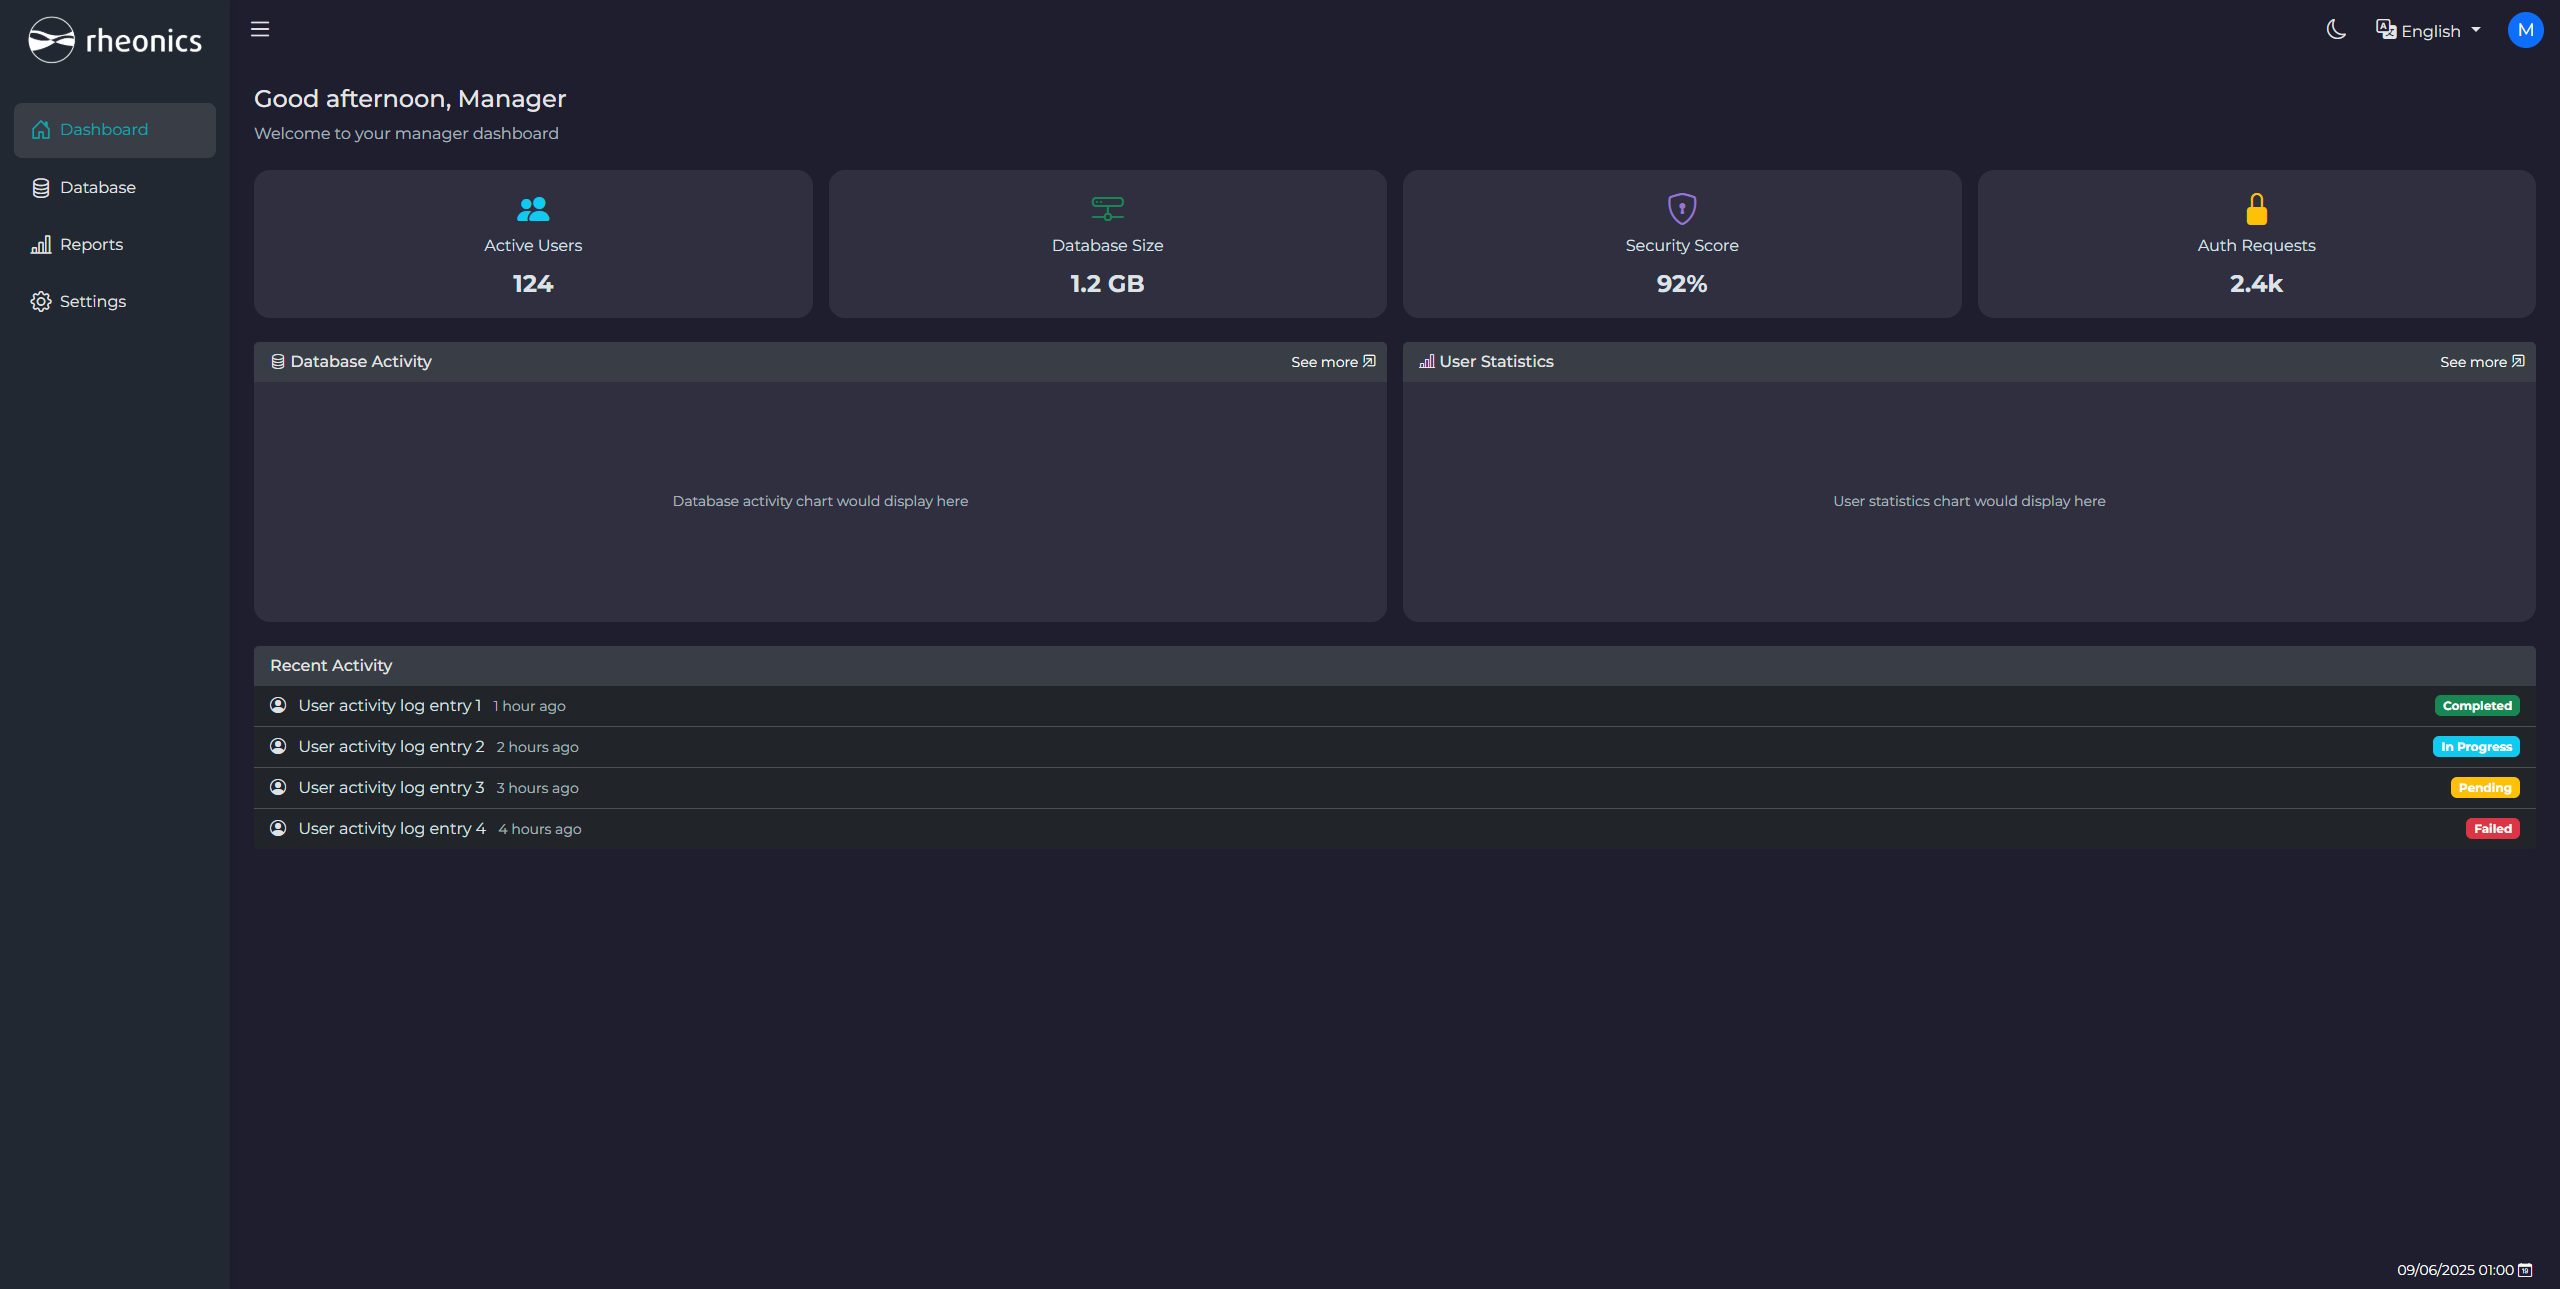 rheonics
English
M
Dashboard
Database
Reports
Settings
Good afternoon, Manager
Welcome to your manager dashboard
Active Users
124
Database Size
1.2 GB
Security Score
92%
Auth Requests
2.4k
Database Activity
See more
Database activity chart would display here
User Statistics
See more
User statistics chart would display here
Recent Activity
User activity log entry 1 1 hour ago Completed
User activity log entry 2 2 hours ago In Progress
User activity log entry 3 3 hours ago Pending
User activity log entry 4 4 hours ago Failed
09/06/2025 01:00